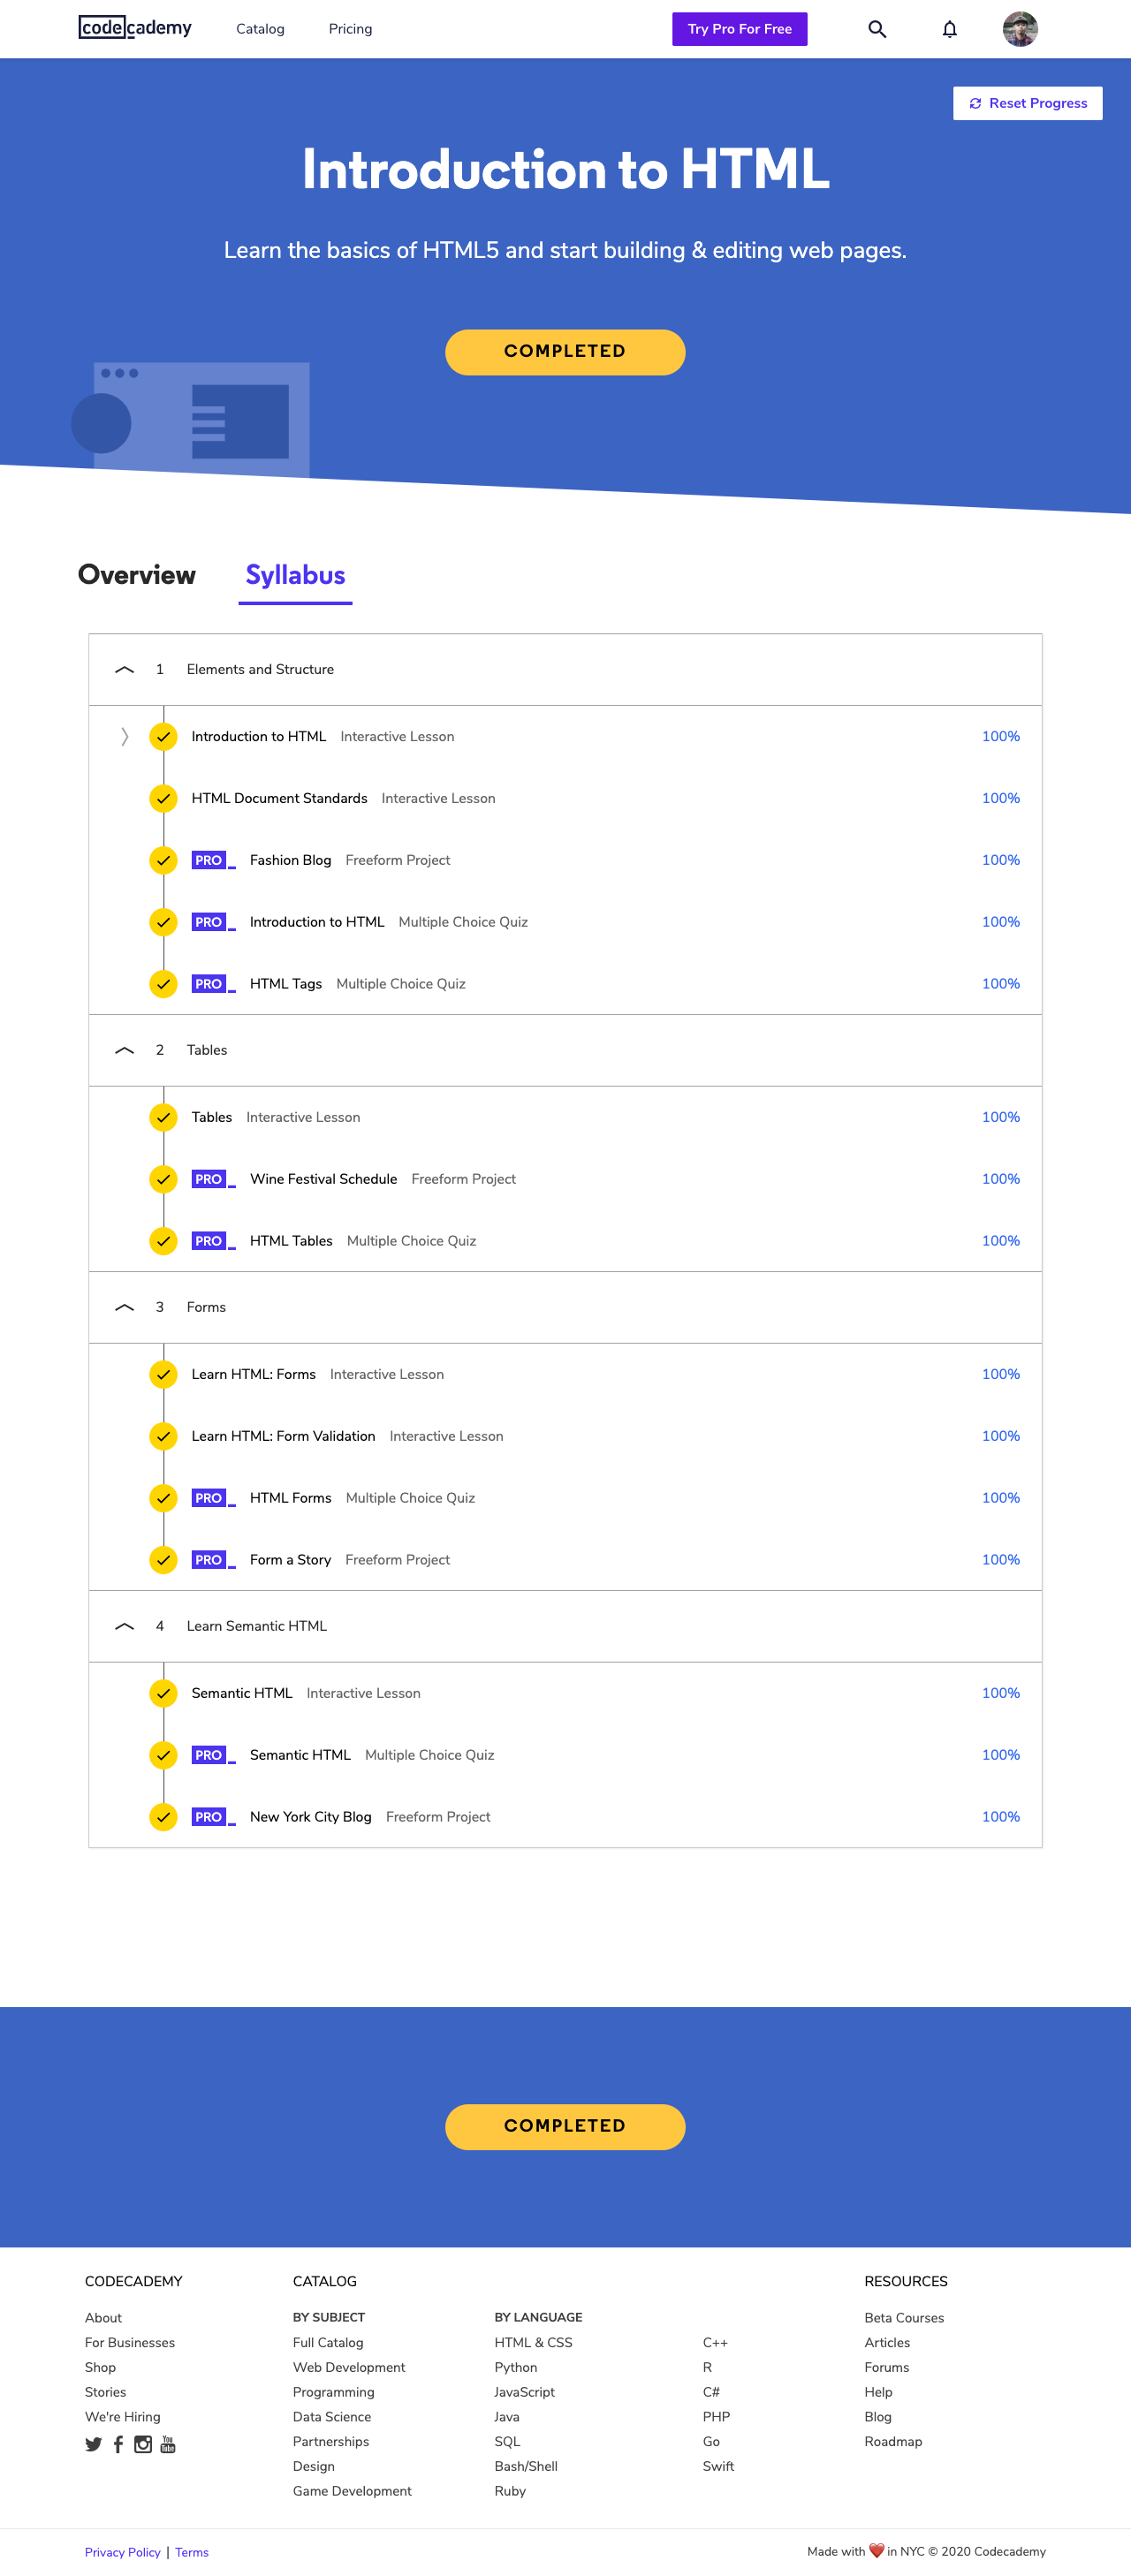 codecademy Catalog Pricing Try Pro For Free
Reset Progress
Introduction to HTML
Learn the basics of HTML5 and start building & editing web pages.
COMPLETED
Overview Syllabus
1 Elements and Structure
Introduction to HTML Interactive Lesson 100%
HTML Document Standards Interactive Lesson 100%
PRO Fashion Blog Freeform Project 100%
PRO Introduction to HTML Multiple Choice Quiz 100%
PRO HTML Tags Multiple Choice Quiz 100%
2 Tables
Tables Interactive Lesson 100%
PRO Wine Festival Schedule Freeform Project 100%
PRO HTML Tables Multiple Choice Quiz 100%
3 Forms
Learn HTML: Forms Interactive Lesson 100%
Learn HTML: Form Validation Interactive Lesson 100%
PRO HTML Forms Multiple Choice Quiz 100%
PRO Form a Story Freeform Project 100%
4 Learn Semantic HTML
Semantic HTML Interactive Lesson 100%
PRO Semantic HTML Multiple Choice Quiz 100%
PRO New York City Blog Freeform Project 100%
COMPLETED
CODECADEMY
About
For Businesses
Shop
Stories
We're Hiring
You Tube
CATALOG
BY SUBJECT
Full Catalog
Web Development
Programming
Data Science
Partnerships
Design
Game Development
BY LANGUAGE
HTML & CSS
Python
JavaScript
Java
SQL
Bash/Shell
Ruby
C++
R
C#
PHP
Go
Swift
RESOURCES
Beta Courses
Articles
Forums
Help
Blog
Roadmap
Privacy Policy | Terms
Made with ❤️ in NYC © 2020 Codecademy